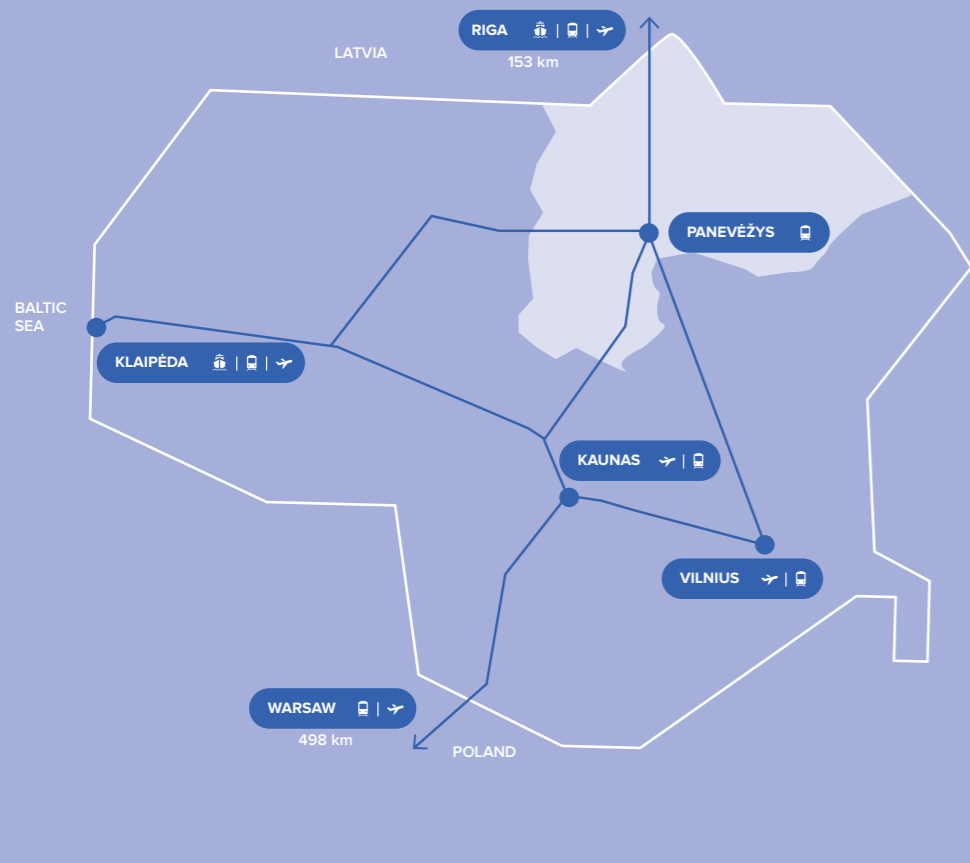 RIGA | |
153 km
LATVIA
PANEVĖŽYS
BALTIC
SEA
KLAIPĖDA | |
KAUNAS |
VILNIUS |
WARSAW |
498 km
POLAND